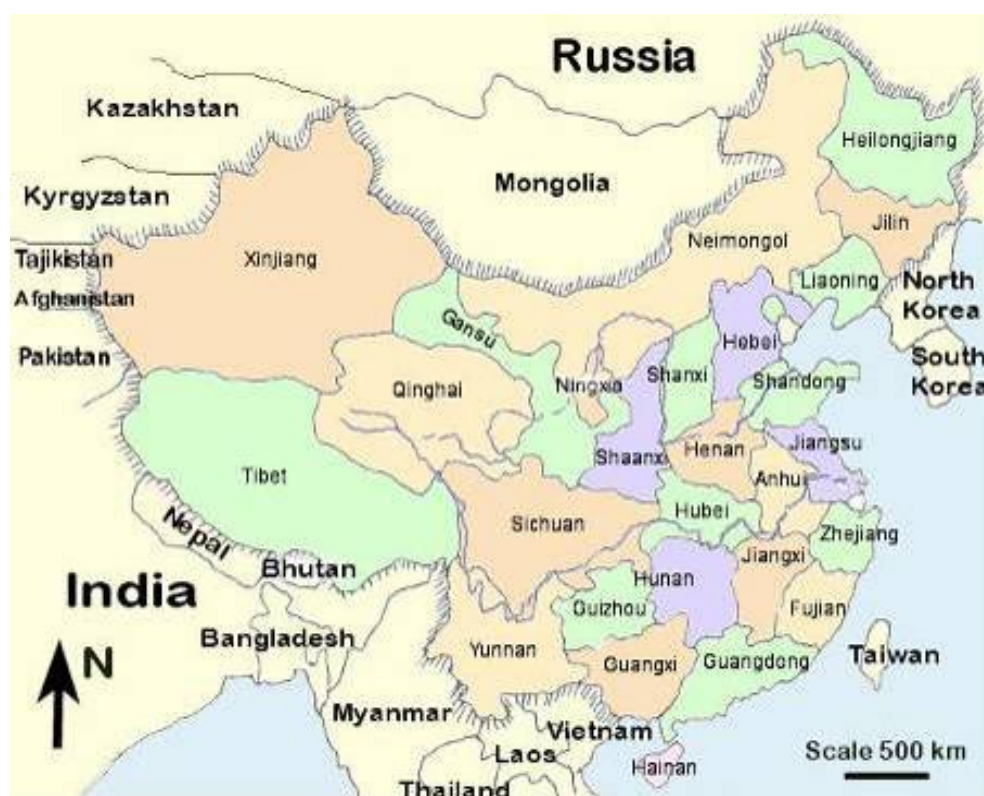 Russia
Kazakhstan
Heilongjiang
Mongolia
Kyrgyzstan
Jilin
Neimongol
Tajikistan
Xinjiang
Liaoning
North
Korea
Afghanistan
Gansu
Hebei
Pakistan
Shanxi
South
Korea
Qinghai
Ningxia
Shandong
Henan
Jiangsu
Shaanxi
Tibet
Anhui
Hubei
Sichuan
Zhejiang
Nepal
Jiangxi
Bhutan
Hunan
India
Guizhou
Fujian
Bangladesh
Yunnan
Guangxi
Guangdong
Taiwan
N
Myanmar
Vietnam
Laos
Scale 500 km
Hainan
Thailand